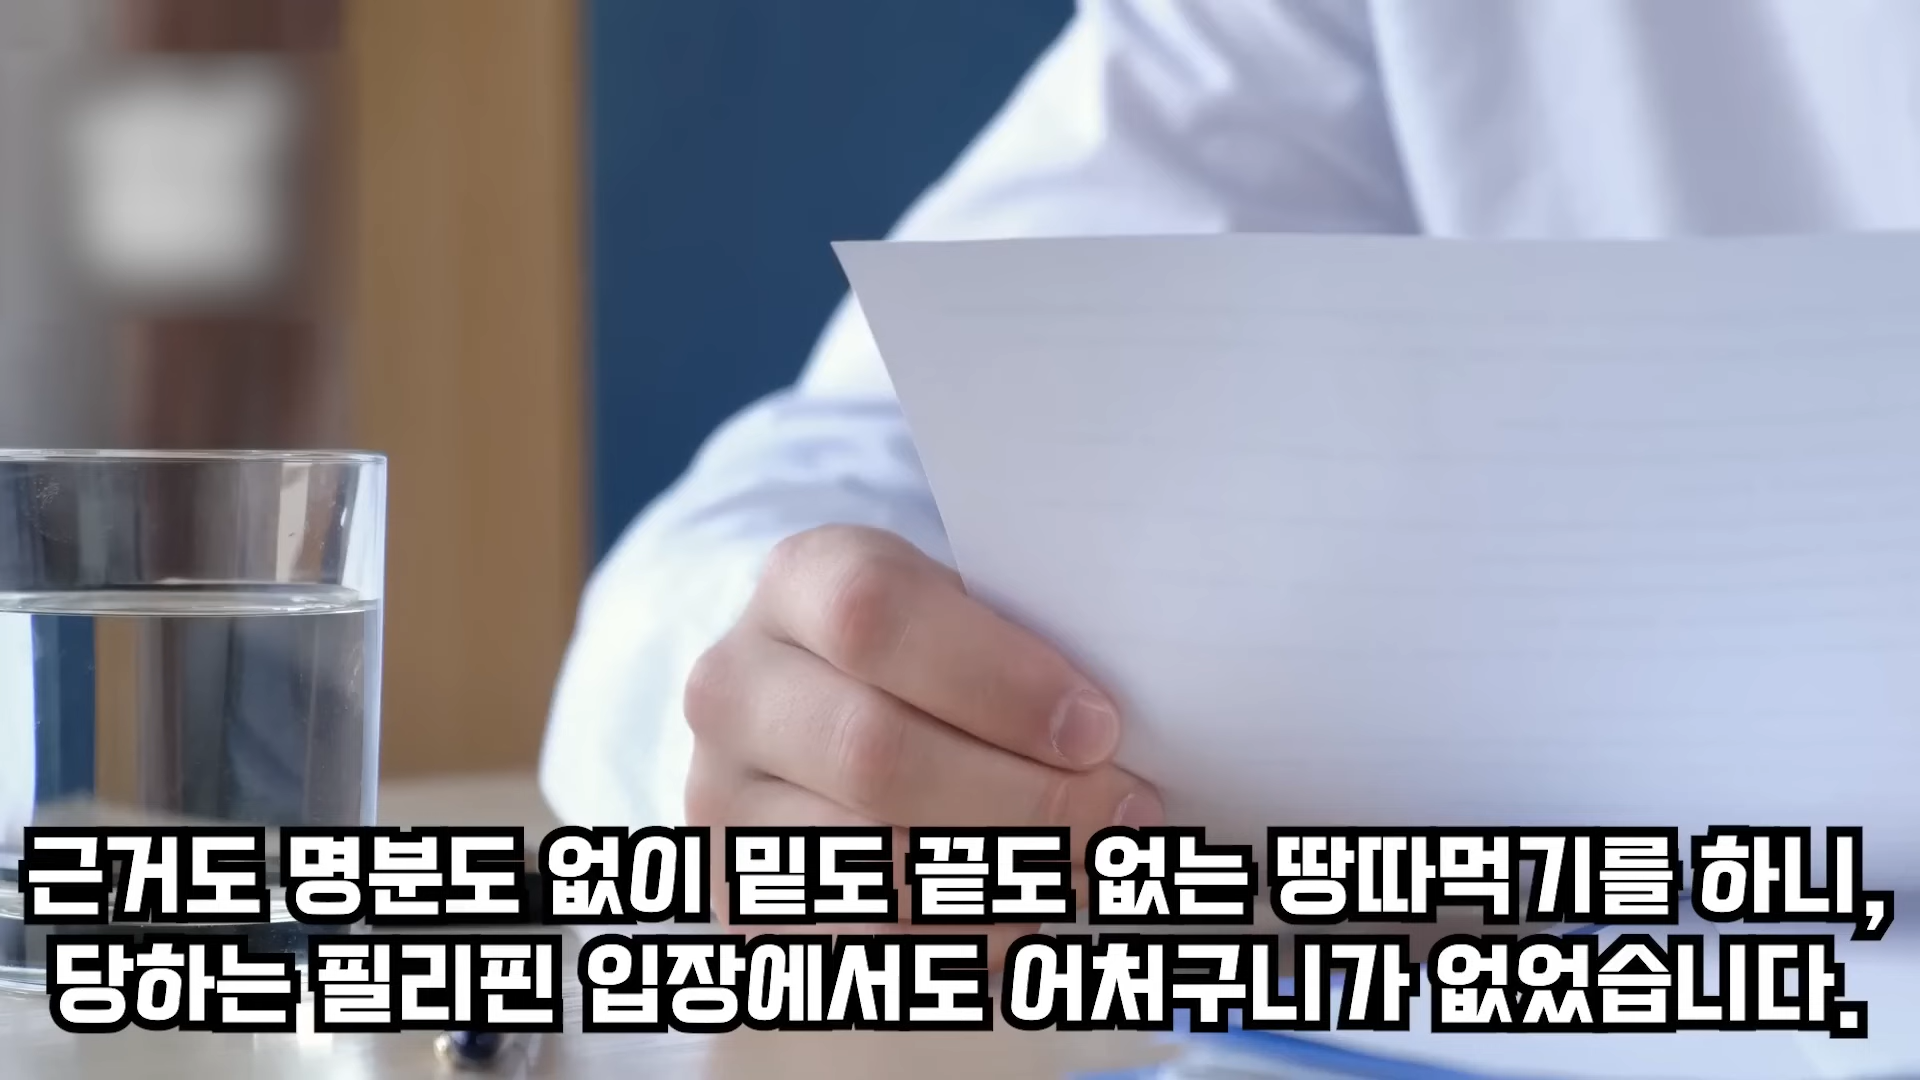 근거도 명분도 없이 밑도 끝도 없는 땅따먹기를 하니,
당하는 필리핀 입장에서도 어처구니가 없었습니다.